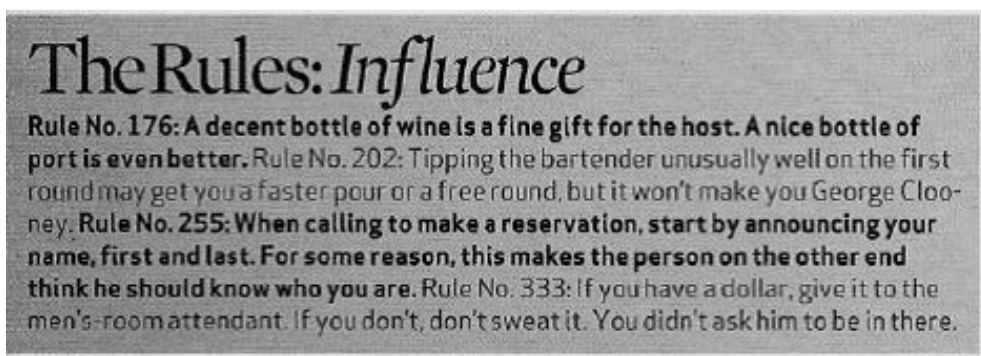 The Rules: Influence
Rule No. 176: A decent bottle of wine is a fine gift for the host. A nice bottle of
port is even better. Rule No. 202: Tipping the bartender unusually well on the first
round may get you a faster pour or a free round, but it won't make you George Cloo-
ney. Rule No. 255: When calling to make a reservation, start by announcing your
name, first and last. For some reason, this makes the person on the other end
think he should know who you are. Rule No. 333: If you have a dollar, give it to the
men's-room attendant. If you don't, don't sweat it. You didn't ask him to be in there.